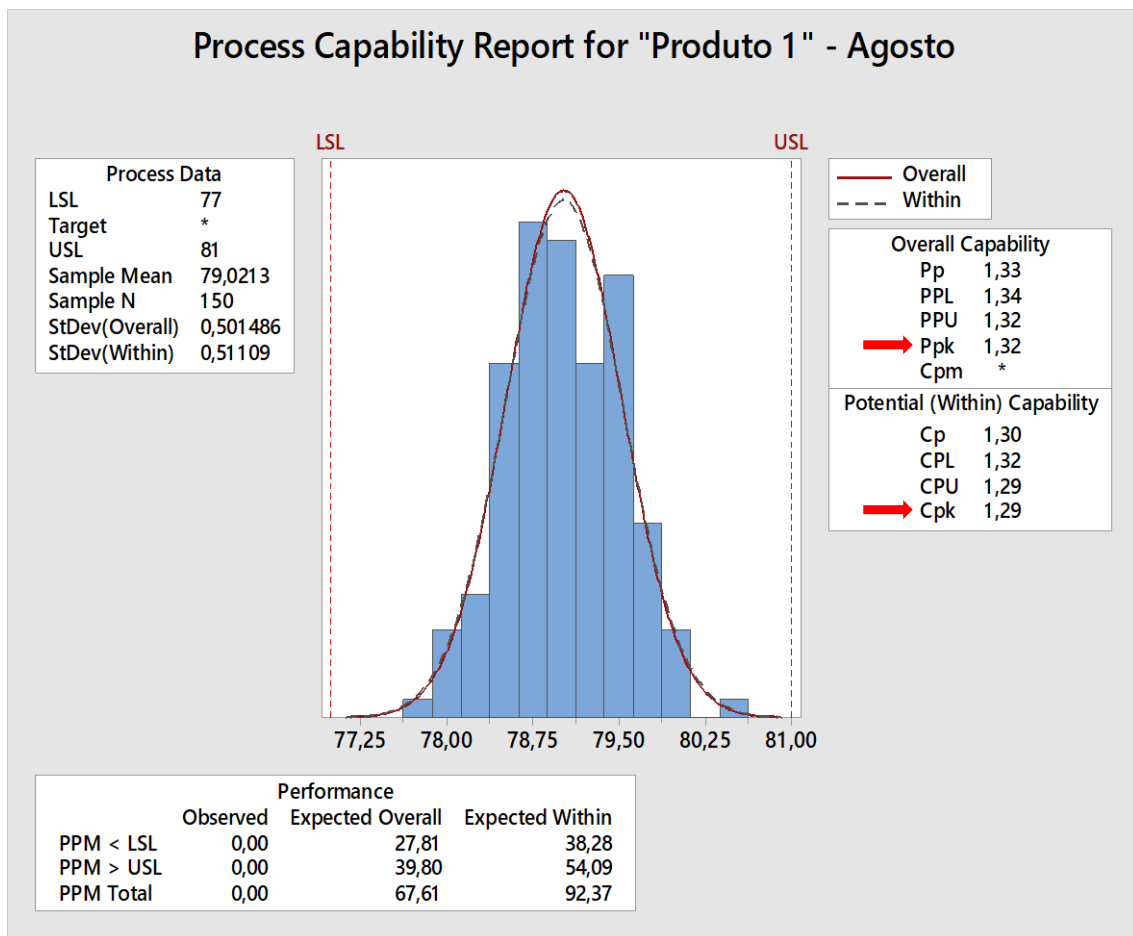 Process Capability Report for "Produto 1" - Agosto
LSL USL
Process Data
LSL 77
Target *
USL 81
Sample Mean 79,0213
Sample N 150
StDev(Overall) 0,501486
StDev(Within) 0,51109
Overall
Within
Overall Capability
Pp 1,33
PPL 1,34
PPU 1,32
Ppk 1,32
Cpm *
Potential (Within) Capability
Cp 1,30
CPL 1,32
CPU 1,29
Cpk 1,29
77,25 78,00 78,75 79,50 80,25 81,00
Performance
Observed Expected Overall Expected Within
PPM < LSL 0,00 27,81 38,28
PPM > USL 0,00 39,80 54,09
PPM Total 0,00 67,61 92,37